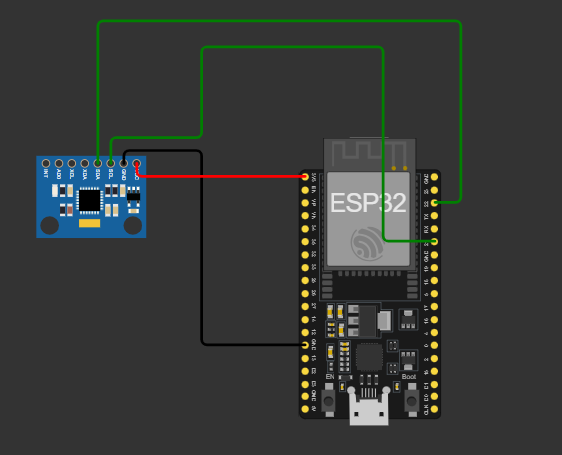 INT
ADO
XCL
XDA
SDA
SCL
GND
VCC
ESP32
3V3
EN
VP
VN
34
35
32
33
25
26
27
14
12
GND
13
D2
D3
CMD
5V
GND
23
22
TX
RX
21
GND
19
18
5
17
16
4
0
2
15
D1
D0
CLK
EN
Boot